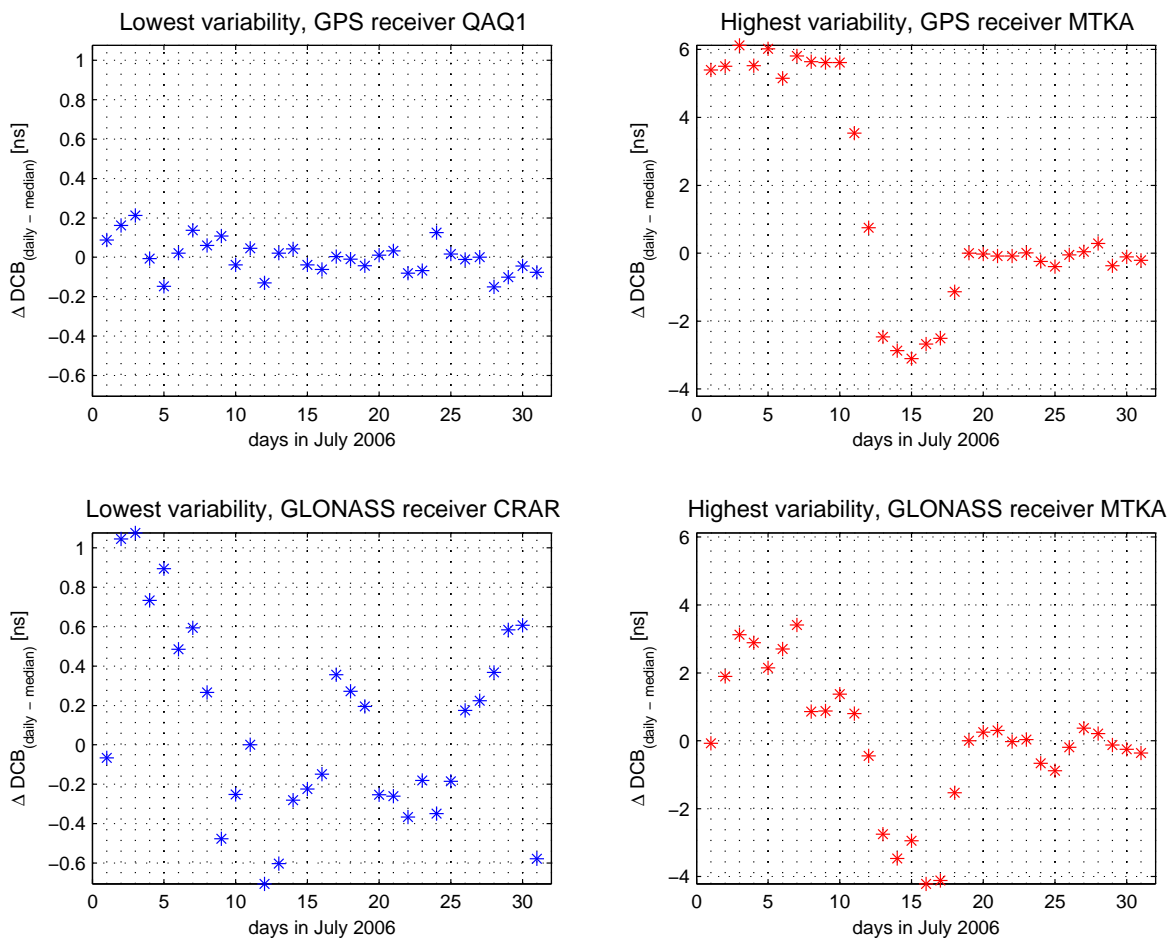 Lowest variability, GPS receiver QAQ1
Δ DCB(daily − median) [ns]
1
0.8
0.6
0.4
0.2
0
−0.2
−0.4
−0.6
0 5 10 15 20 25 30
days in July 2006
Highest variability, GPS receiver MTKA
Δ DCB(daily − median) [ns]
6
4
2
0
−2
−4
0 5 10 15 20 25 30
days in July 2006
Lowest variability, GLONASS receiver CRAR
Δ DCB(daily − median) [ns]
1
0.8
0.6
0.4
0.2
0
−0.2
−0.4
−0.6
0 5 10 15 20 25 30
days in July 2006
Highest variability, GLONASS receiver MTKA
Δ DCB(daily − median) [ns]
6
4
2
0
−2
−4
0 5 10 15 20 25 30
days in July 2006